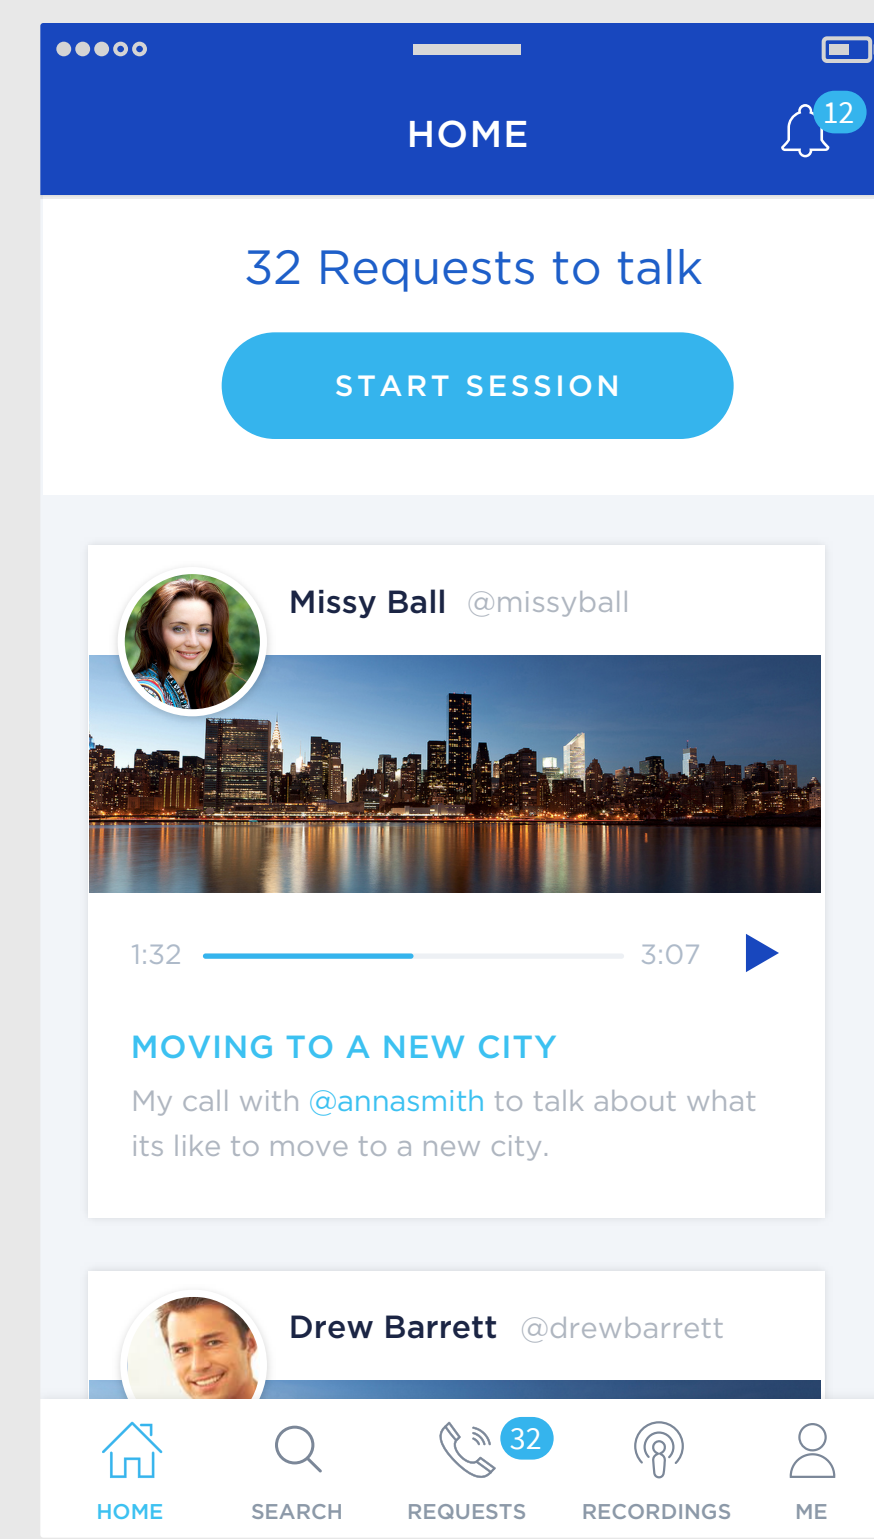 HOME
12
32 Requests to talk
START SESSION
Missy Ball @missyball
1:32 3:07
MOVING TO A NEW CITY
My call with @annasmith to talk about what
its like to move to a new city.
Drew Barrett @drewbarrett
32
HOME SEARCH REQUESTS RECORDINGS ME